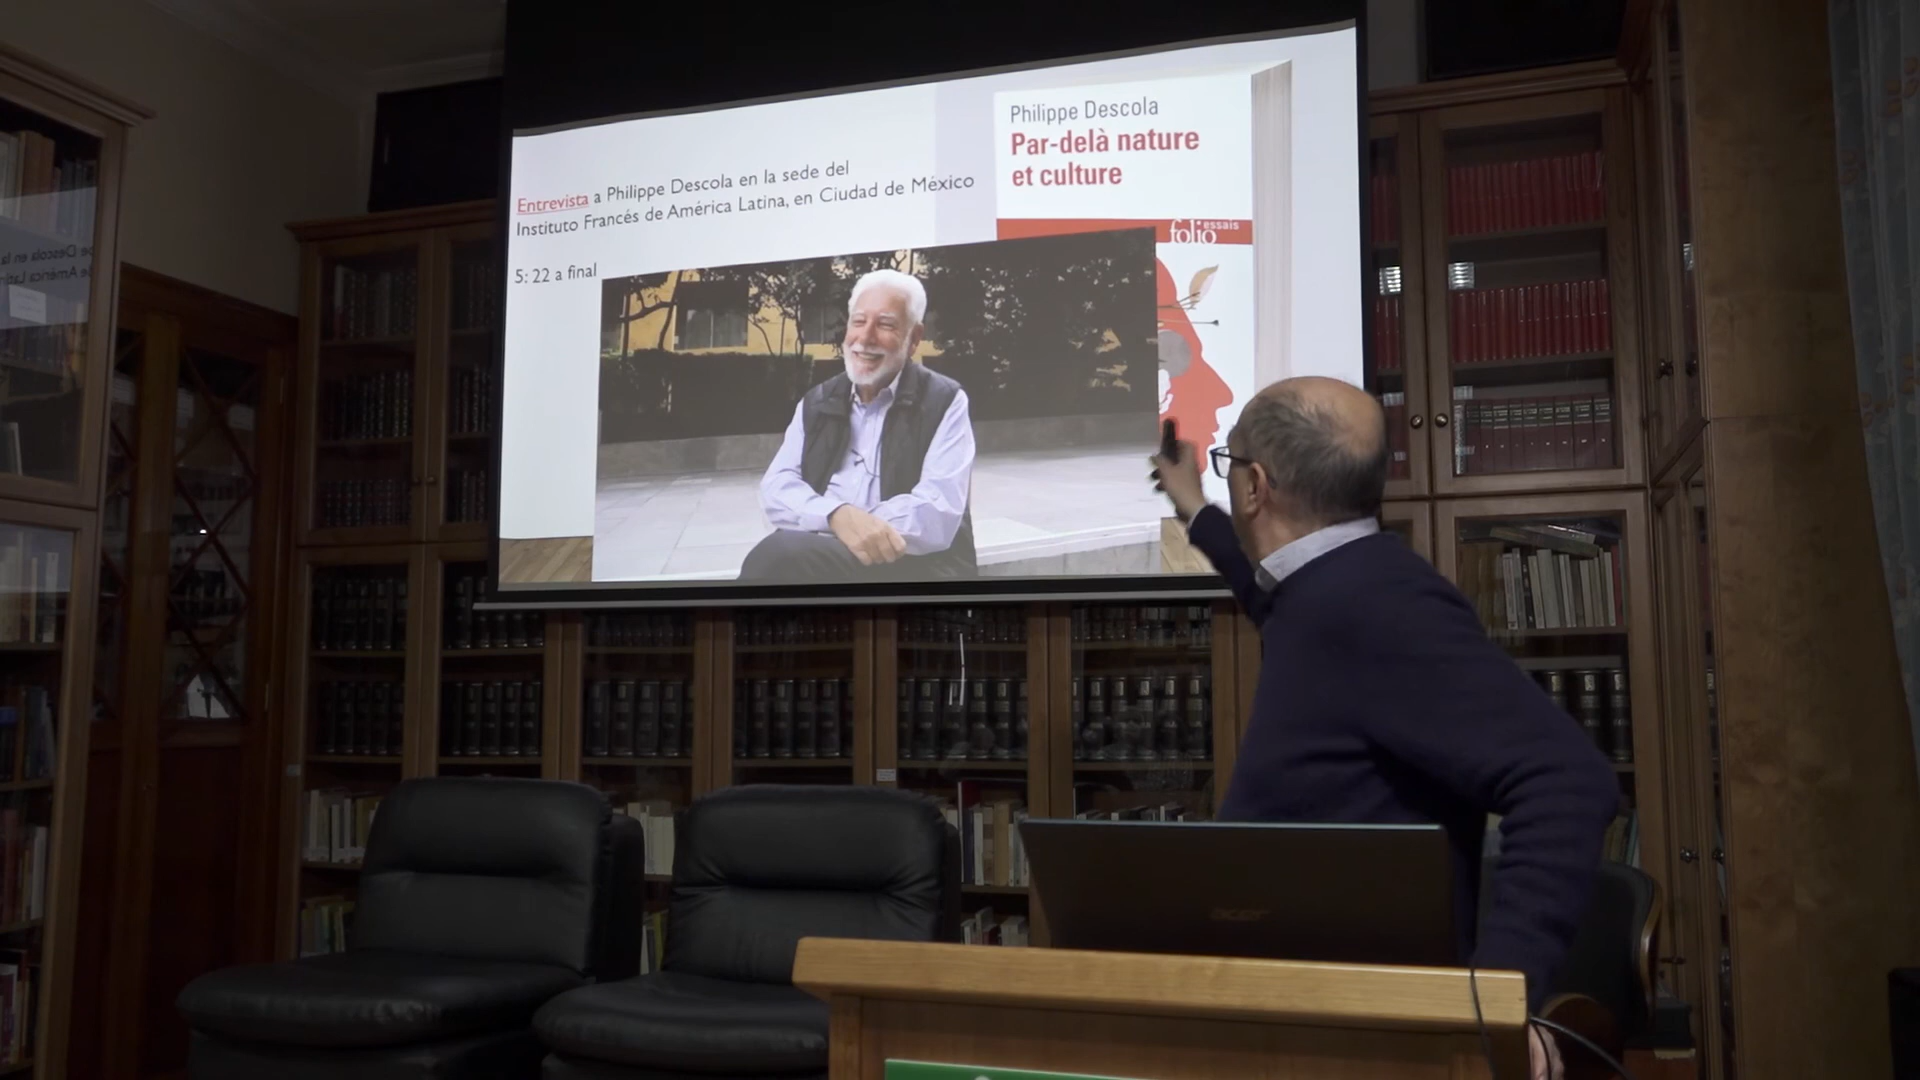 Entrevista a Philippe Descola en la sede del
Instituto Francés de América Latina, en Ciudad de México
5: 22 a final
Philippe Descola
Par-delà nature
et culture
folio essais
acer